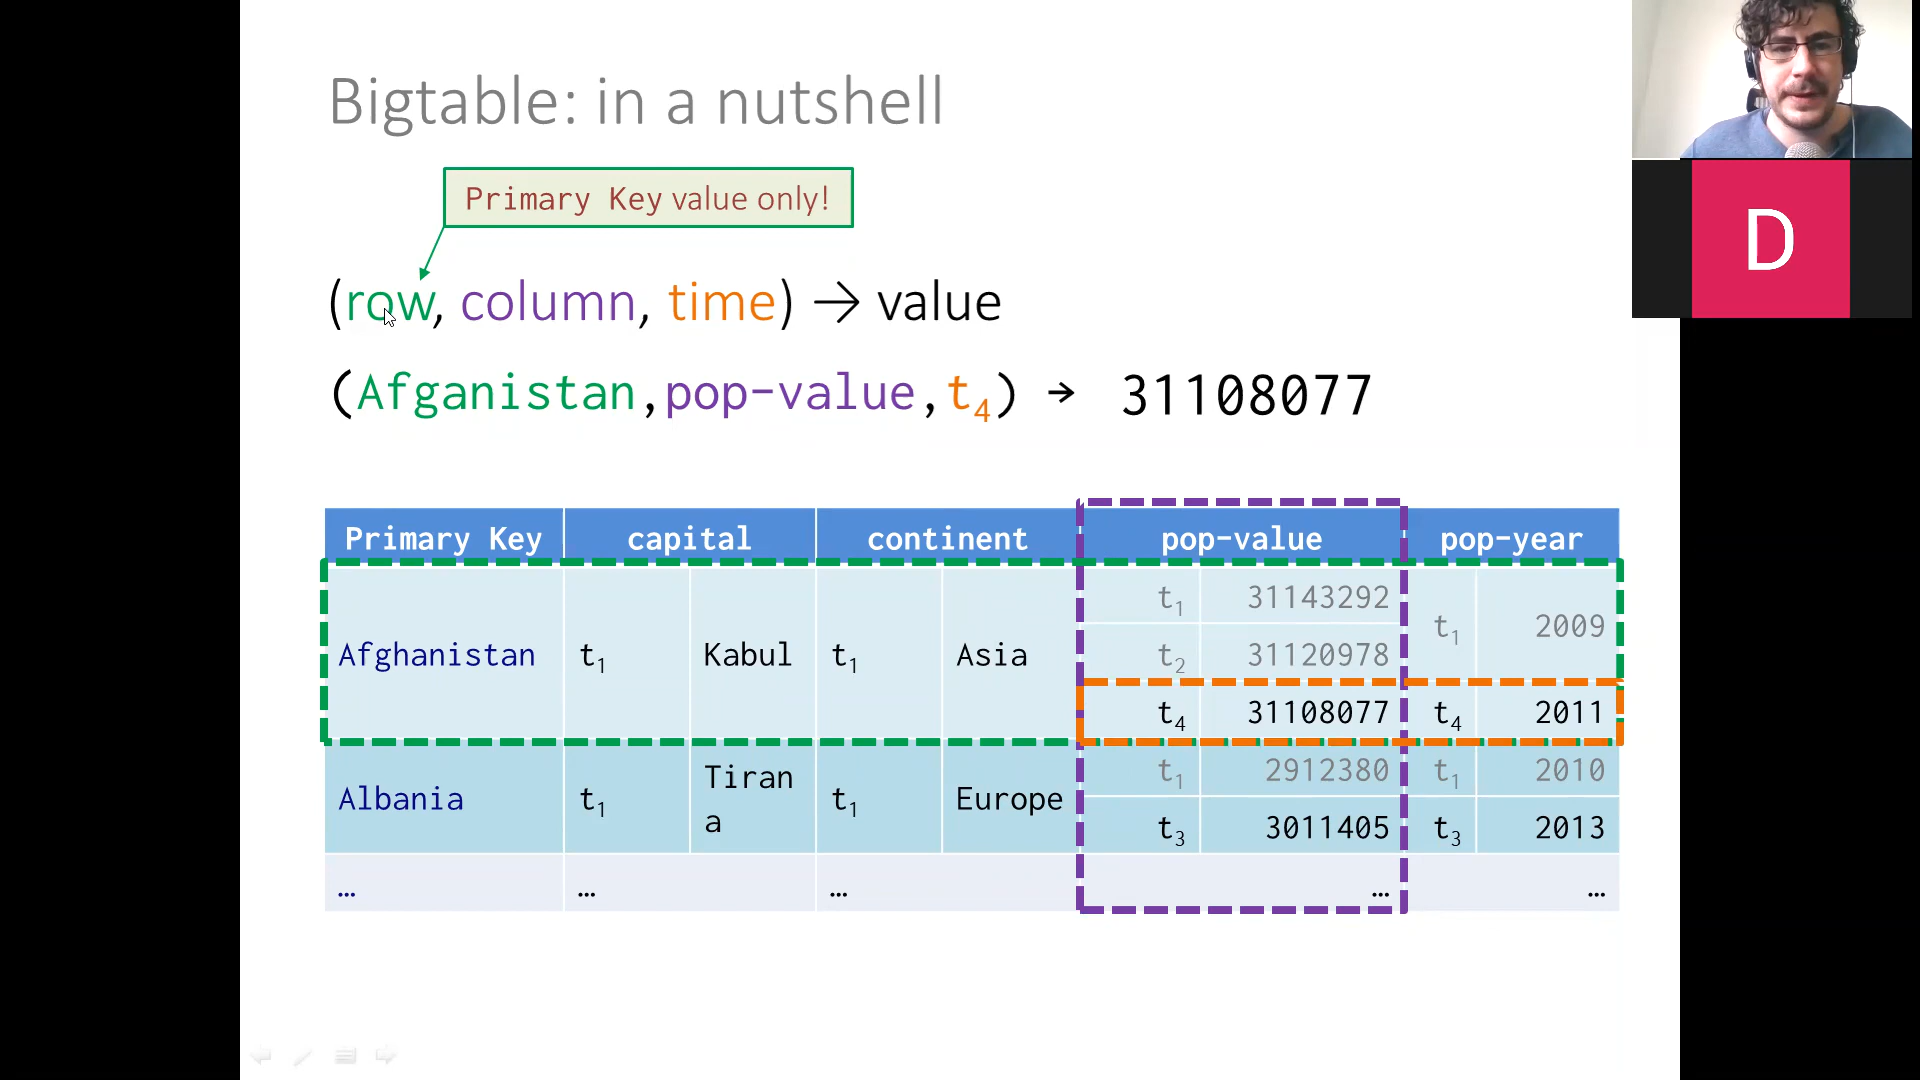 Bigtable: in a nutshell
Primary Key value only!
(row, column, time) → value
(Afganistan,pop-value,t4) → 31108077
Primary Key capital continent pop-value pop-year
Afghanistan t1 Kabul t1 Asia t1 31143292 t1 2009
t2 31120978
t4 31108077 t4 2011
Albania t1 Tiran t1 Europe t1 2912380 t1 2010
a t3 3011405 t3 2013
… … … … …
D